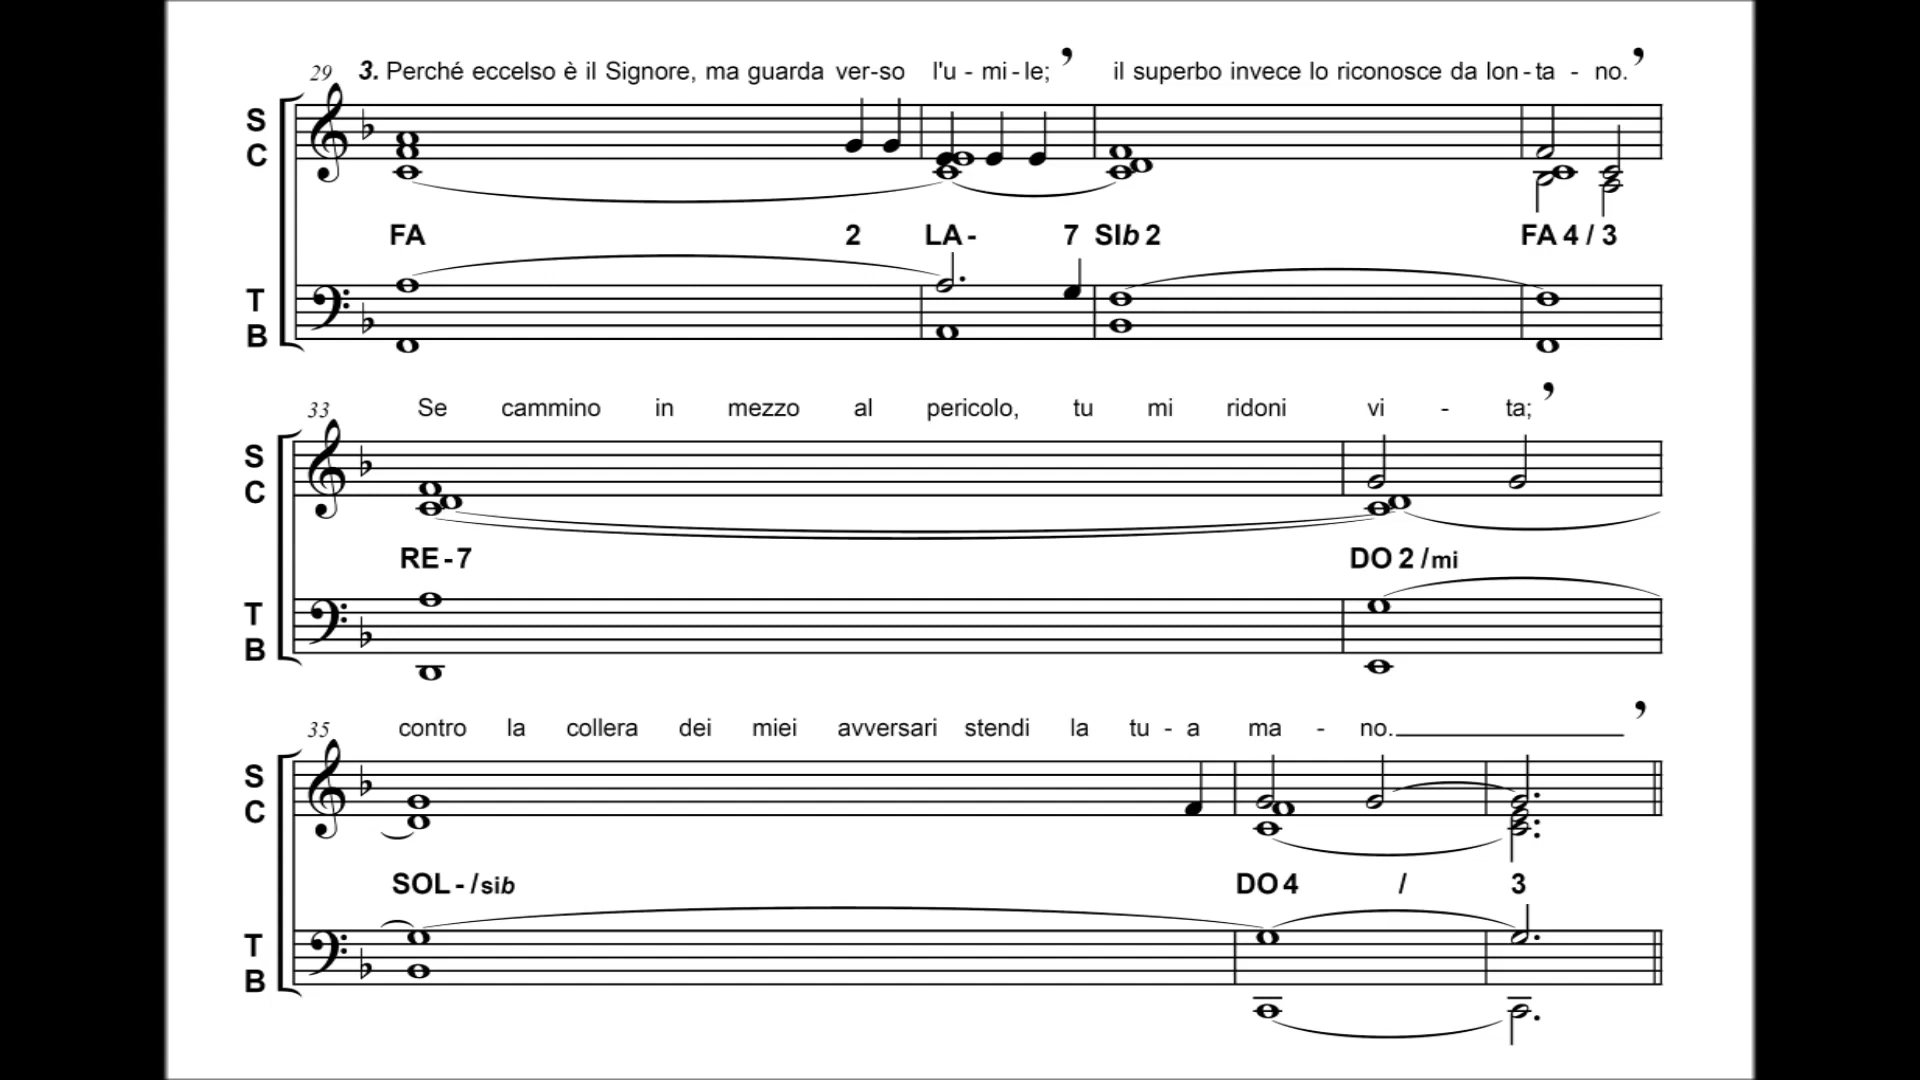 29 3. Perché eccelso è il Signore, ma guarda ver-so l'u - mi - le; il superbo invece lo riconosce da lon - ta - no.
S
C
FA 2 LA- 7 SIb 2 FA 4 / 3
T
B
33 Se cammino in mezzo al pericolo, tu mi ridoni vi - ta;
S
C
RE-7 DO 2 /mi
T
B
35 contro la collera dei miei avversari stendi la tu - a ma - no.
S
C
SOL-/sib DO4 / 3
T
B